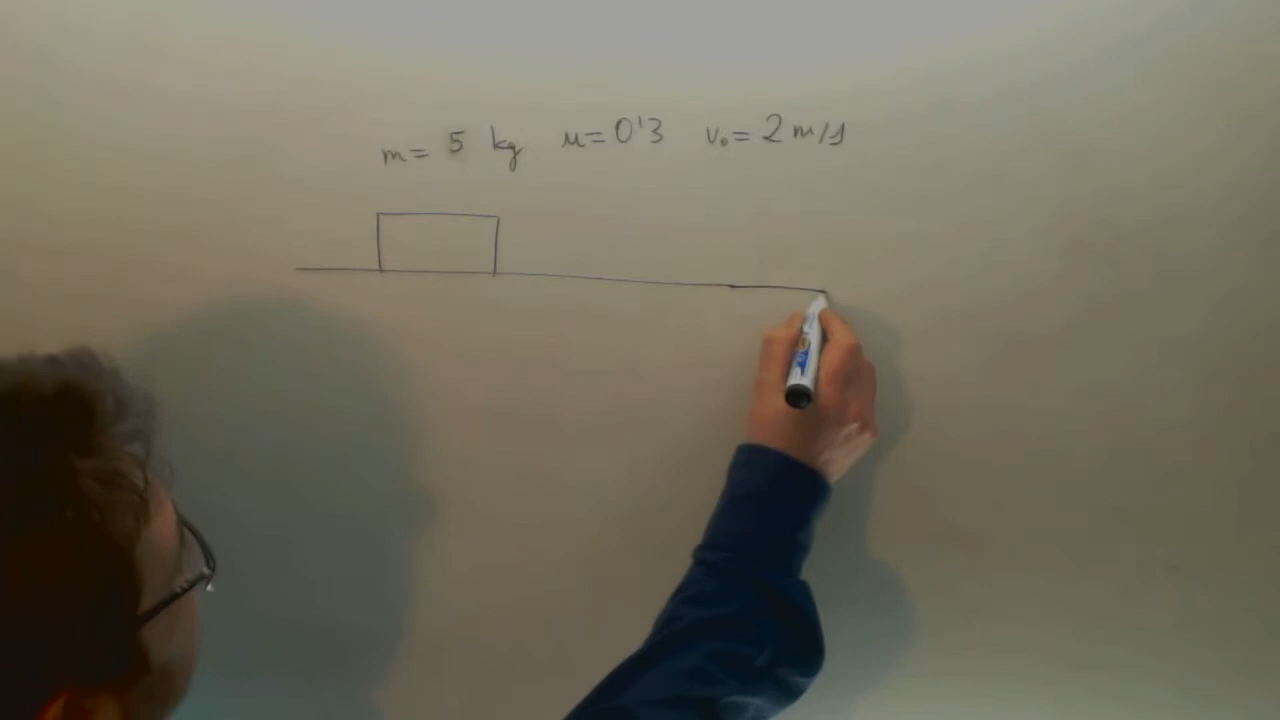 m= 5 kg μ=0'3 v₀= 2 m/s